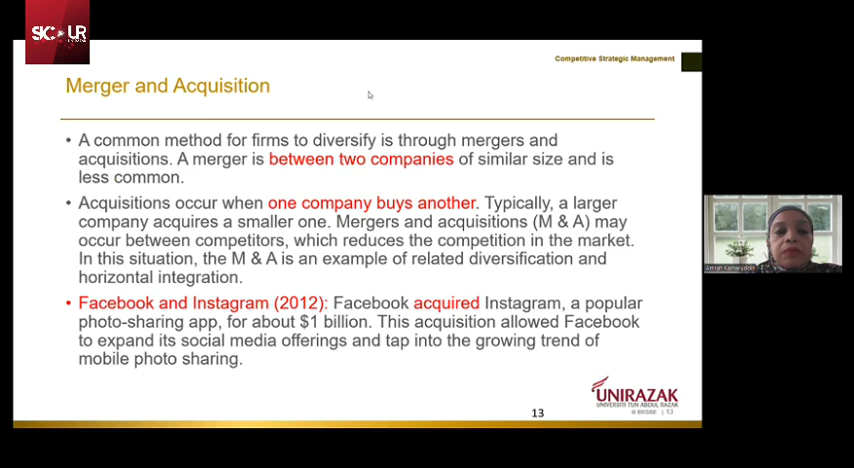 Competitive Strategic Management
Merger and Acquisition
• A common method for firms to diversify is through mergers and
acquisitions. A merger is between two companies of similar size and is
less common.
• Acquisitions occur when one company buys another. Typically, a larger
company acquires a smaller one. Mergers and acquisitions (M & A) may
occur between competitors, which reduces the competition in the market.
In this situation, the M & A is an example of related diversification and
horizontal integration.
• Facebook and Instagram (2012): Facebook acquired Instagram, a popular
photo-sharing app, for about $1 billion. This acquisition allowed Facebook
to expand its social media offerings and tap into the growing trend of
mobile photo sharing.
UNIRAZAK
UNIVERSITI TUN ABDUL RAZAK
| 13
13